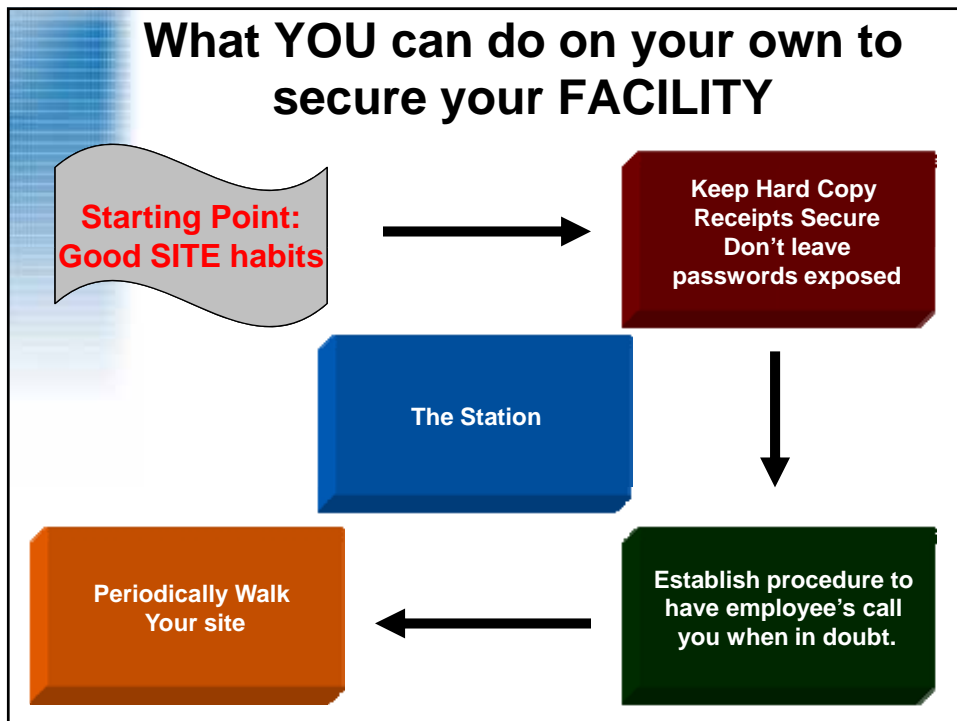 What YOU can do on your own to
secure your FACILITY
Starting Point:
Good SITE habits
Keep Hard Copy
Receipts Secure
Don't leave
passwords exposed
The Station
Establish procedure to
have employee's call
you when in doubt.
Periodically Walk
Your site